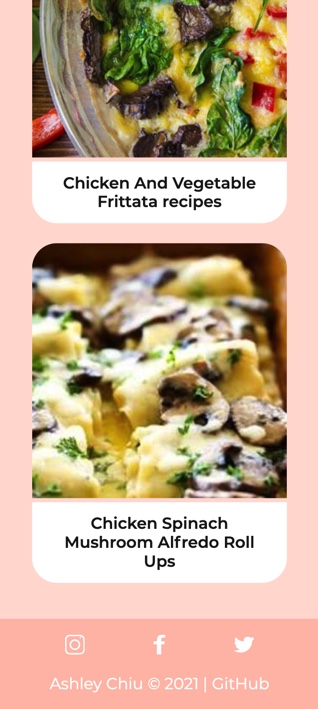 Chicken And Vegetable
Frittata recipes
Chicken Spinach
Mushroom Alfredo Roll
Ups
Ashley Chiu © 2021 | GitHub